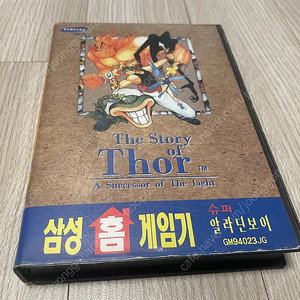 SAMSUNG
The Story
of
Thor™
A Successor of The Light
삼성 홈 게임기
슈퍼
알라딘보이
GM94023JG